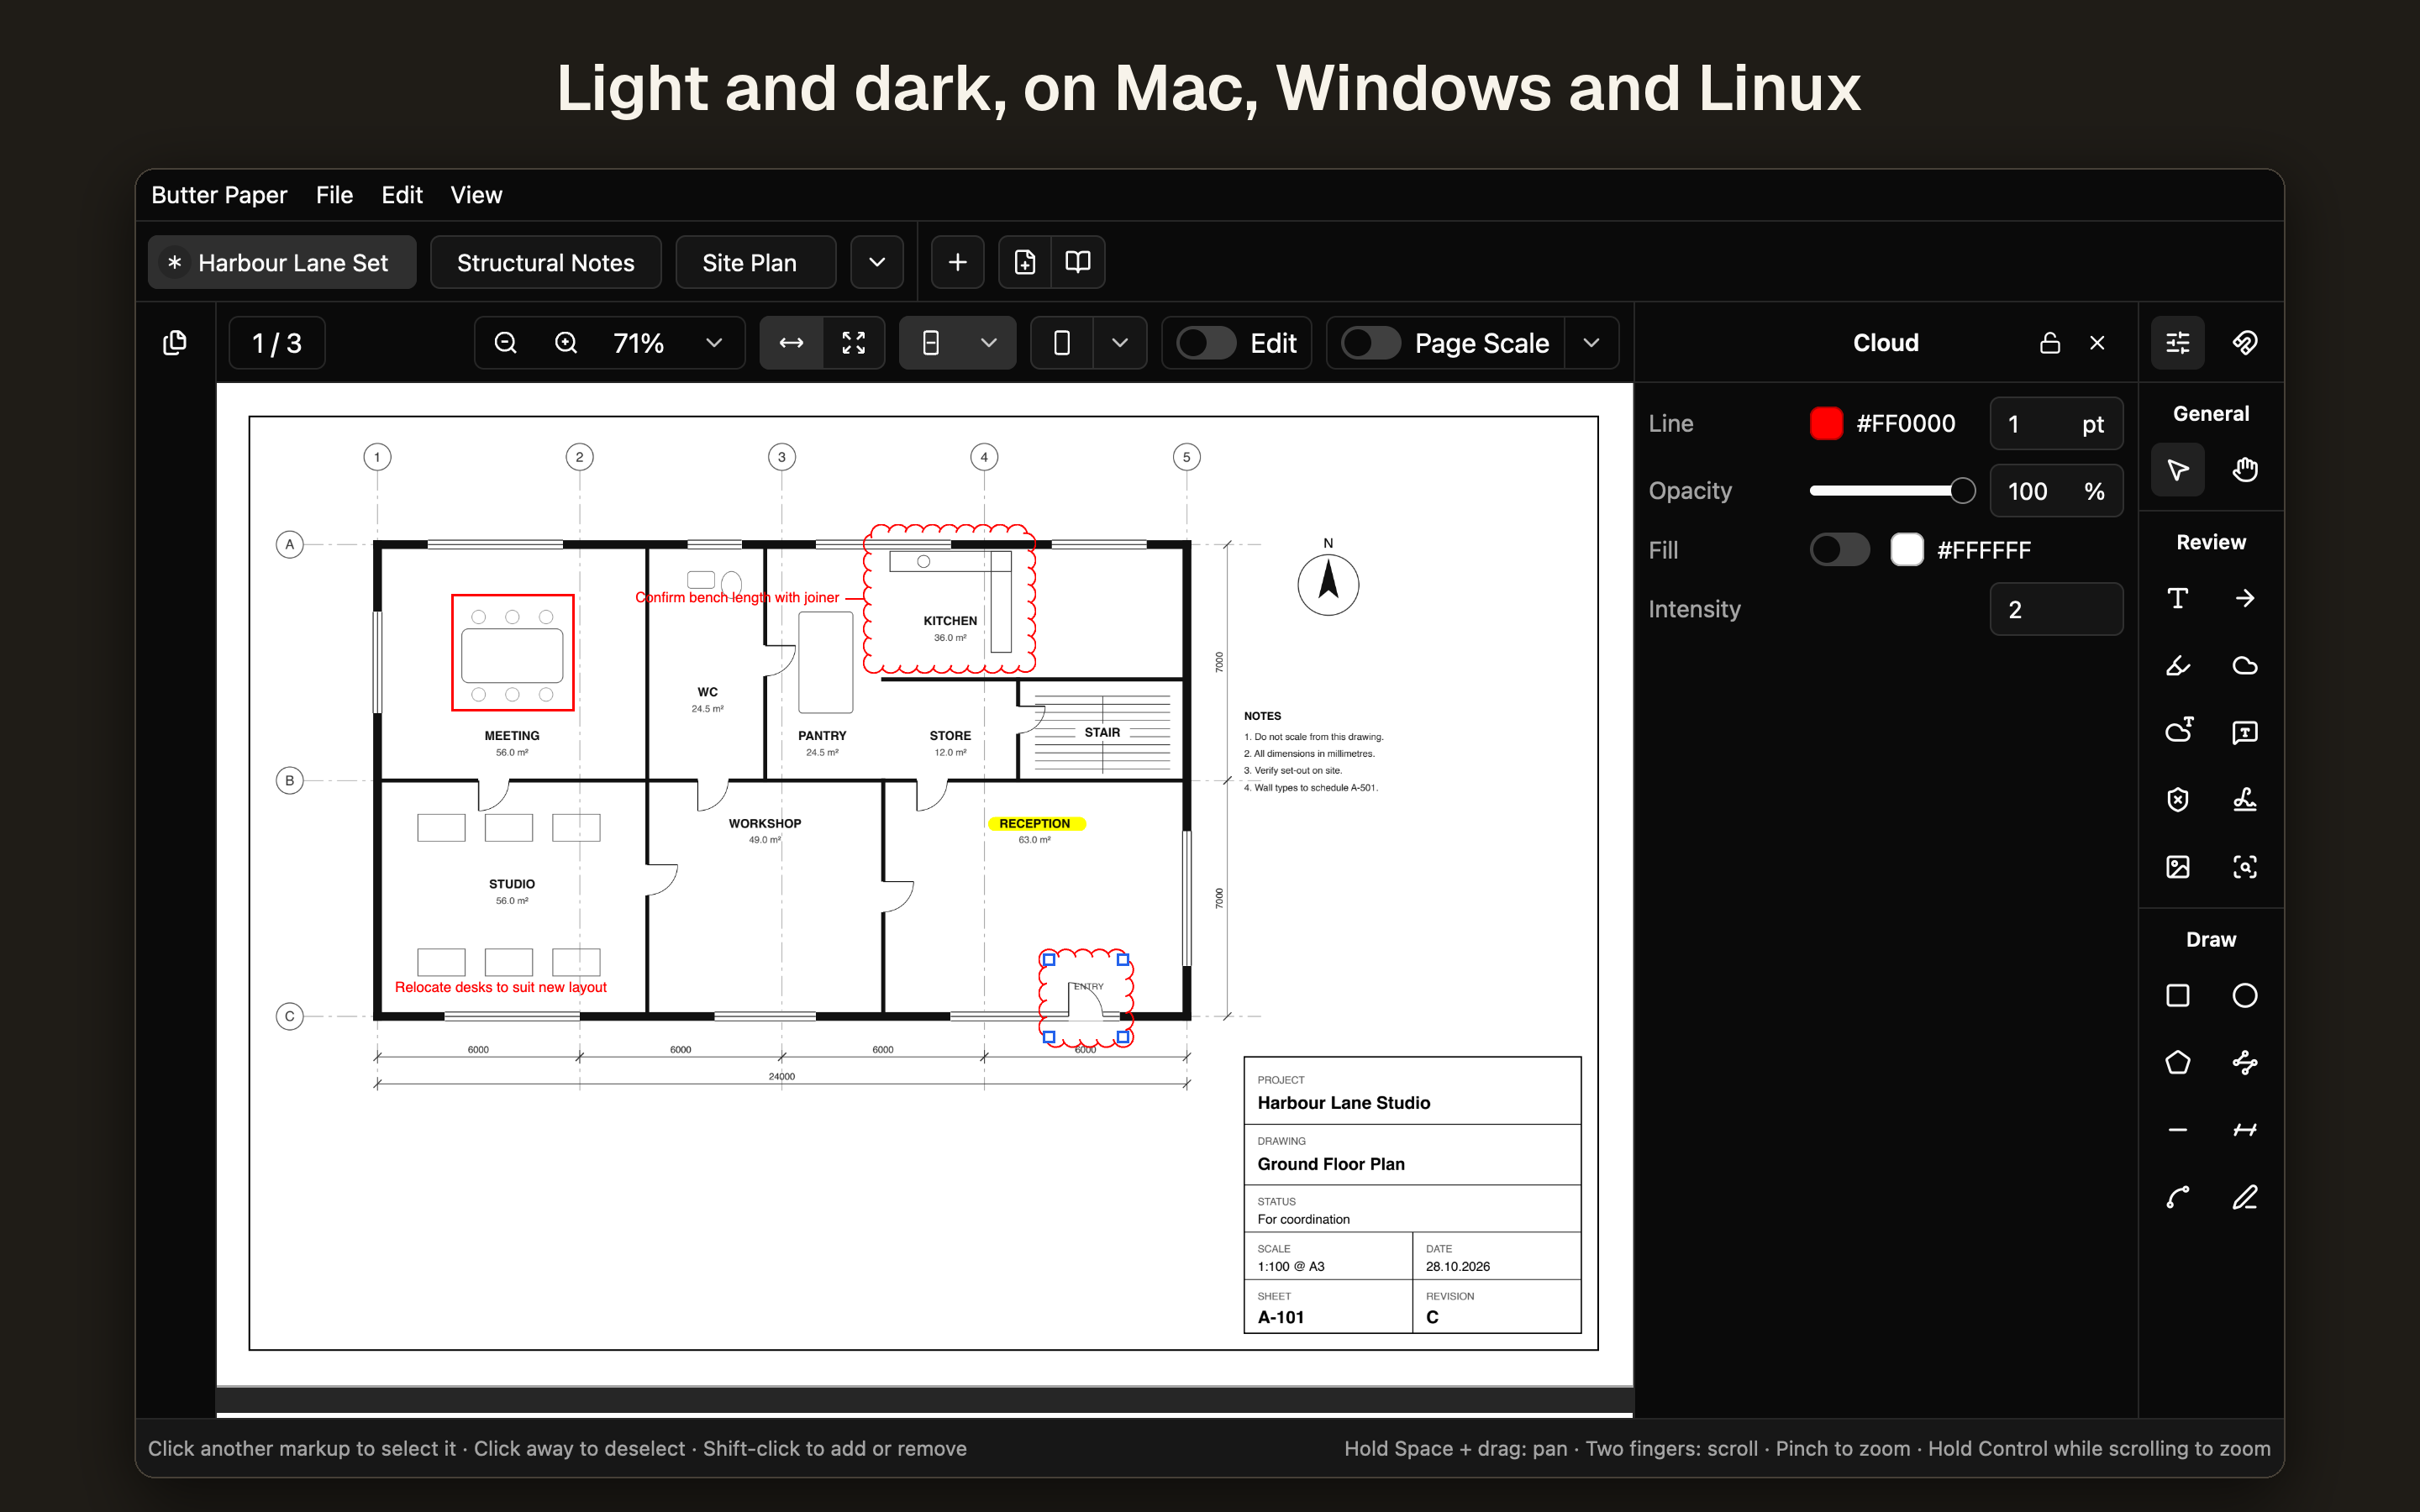 Light and dark, on Mac, Windows and Linux
Butter Paper File Edit View
Harbour Lane Set Structural Notes Site Plan
1 / 3 71% Edit Page Scale
Cloud
Line #FF0000 1 pt
Opacity 100 %
Fill #FFFFFF
Intensity 2
General
Review
Draw
1 2 3 4 5
A
B
C
N
Confirm bench length with joiner
KITCHEN
36.0 m²
WC
24.5 m²
MEETING
56.0 m²
PANTRY
24.5 m²
STORE
12.0 m²
STAIR
7000
NOTES
1. Do not scale from this drawing.
2. All dimensions in millimetres.
3. Verify set-out on site.
4. Wall types to schedule A-501.
WORKSHOP
49.0 m²
RECEPTION
63.0 m²
STUDIO
56.0 m²
7000
Relocate desks to suit new layout
ENTRY
6000 6000 6000 6000
24000
PROJECT
Harbour Lane Studio
DRAWING
Ground Floor Plan
STATUS
For coordination
SCALE DATE
1:100 @ A3 28.10.2026
SHEET REVISION
A-101 C
Click another markup to select it · Click away to deselect · Shift-click to add or remove
Hold Space + drag: pan · Two fingers: scroll · Pinch to zoom · Hold Control while scrolling to zoom